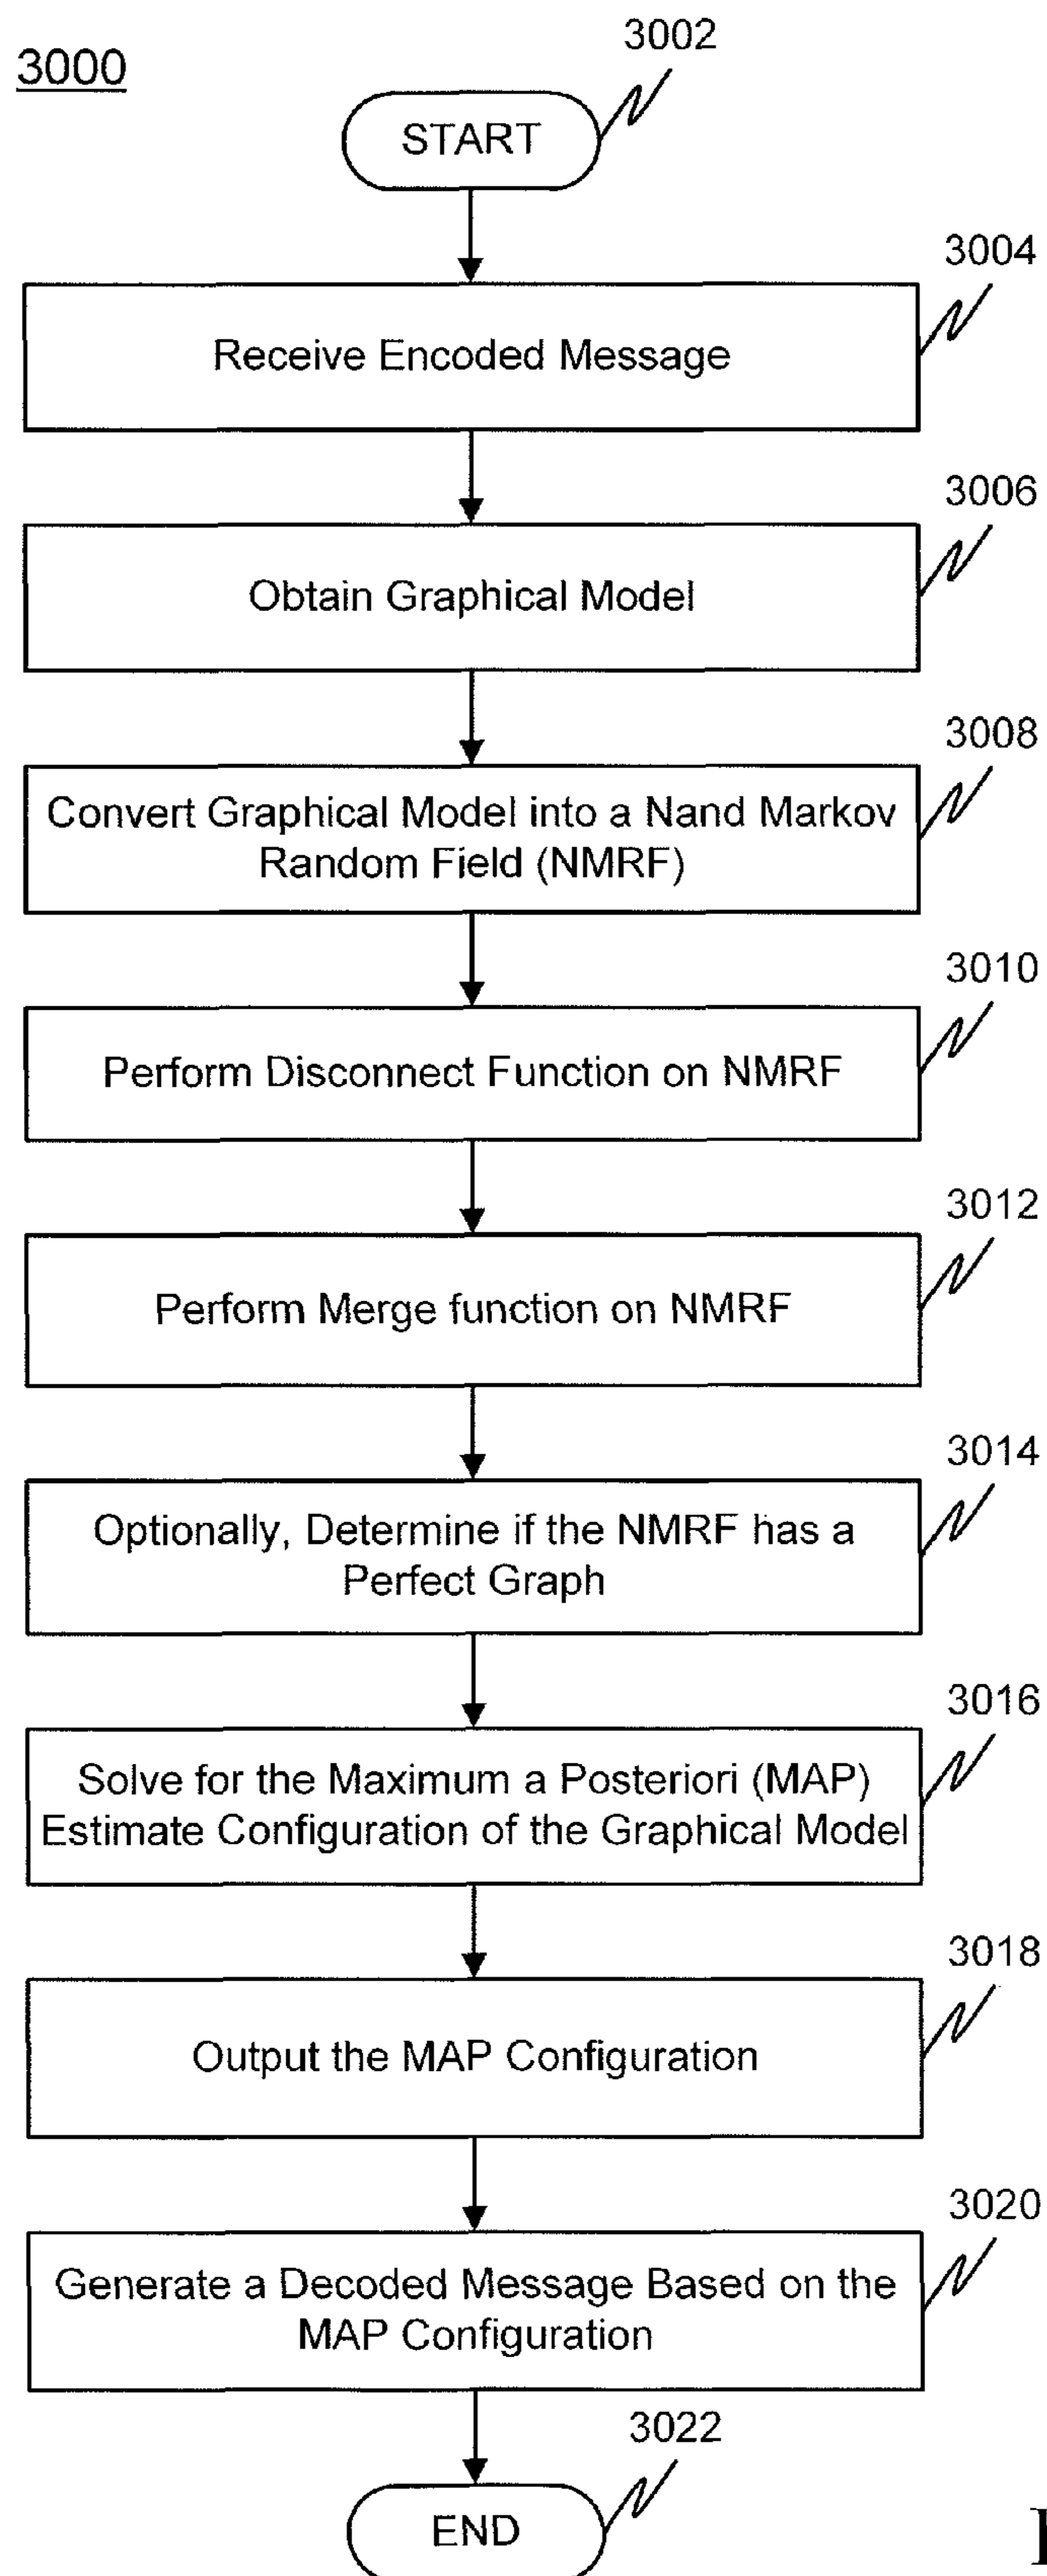 3000
3002
START
3004
Receive Encoded Message
3006
Obtain Graphical Model
3008
Convert Graphical Model into a Nand Markov
Random Field (NMRF)
3010
Perform Disconnect Function on NMRF
3012
Perform Merge function on NMRF
3014
Optionally, Determine if the NMRF has a
Perfect Graph
3016
Solve for the Maximum a Posteriori (MAP)
Estimate Configuration of the Graphical Model
3018
Output the MAP Configuration
3020
Generate a Decoded Message Based on the
MAP Configuration
3022
END